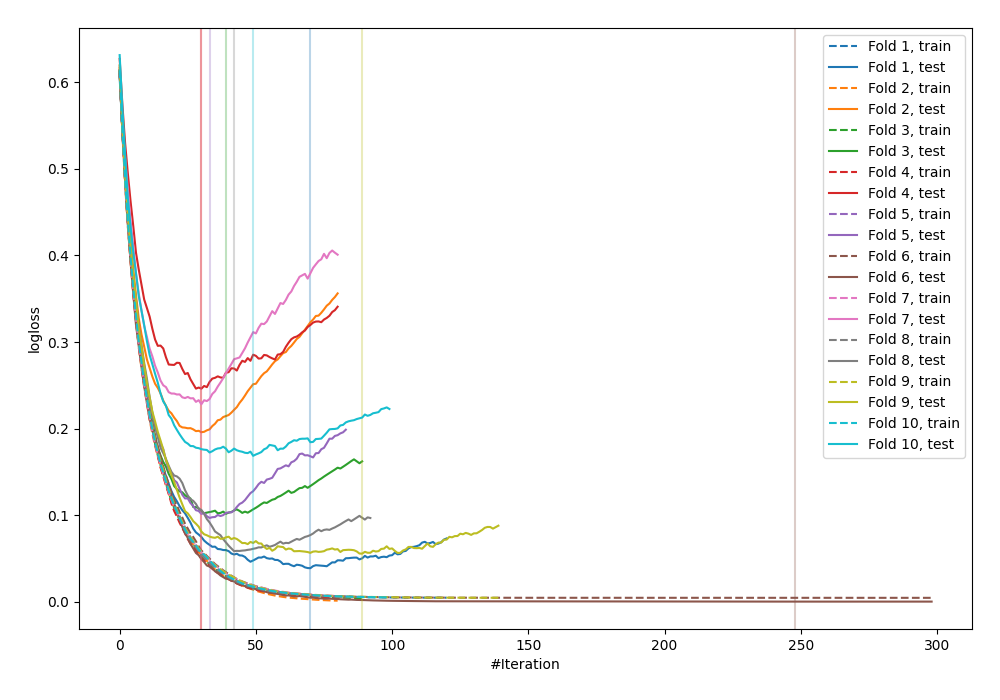 0.6
0.5
0.4
0.3
0.2
0.1
0.0
logloss
0
50
100
150
200
250
300
#Iteration
Fold 1, train
Fold 1, test
Fold 2, train
Fold 2, test
Fold 3, train
Fold 3, test
Fold 4, train
Fold 4, test
Fold 5, train
Fold 5, test
Fold 6, train
Fold 6, test
Fold 7, train
Fold 7, test
Fold 8, train
Fold 8, test
Fold 9, train
Fold 9, test
Fold 10, train
Fold 10, test